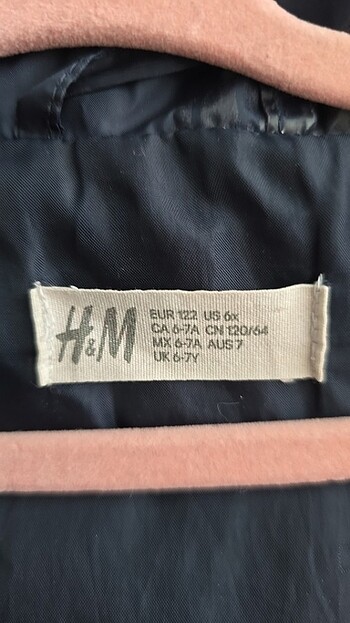 H&M
EUR 122 US 6x
CA 6-7A CN 120/64
MX 6-7A AUS 7
UK 6-7Y